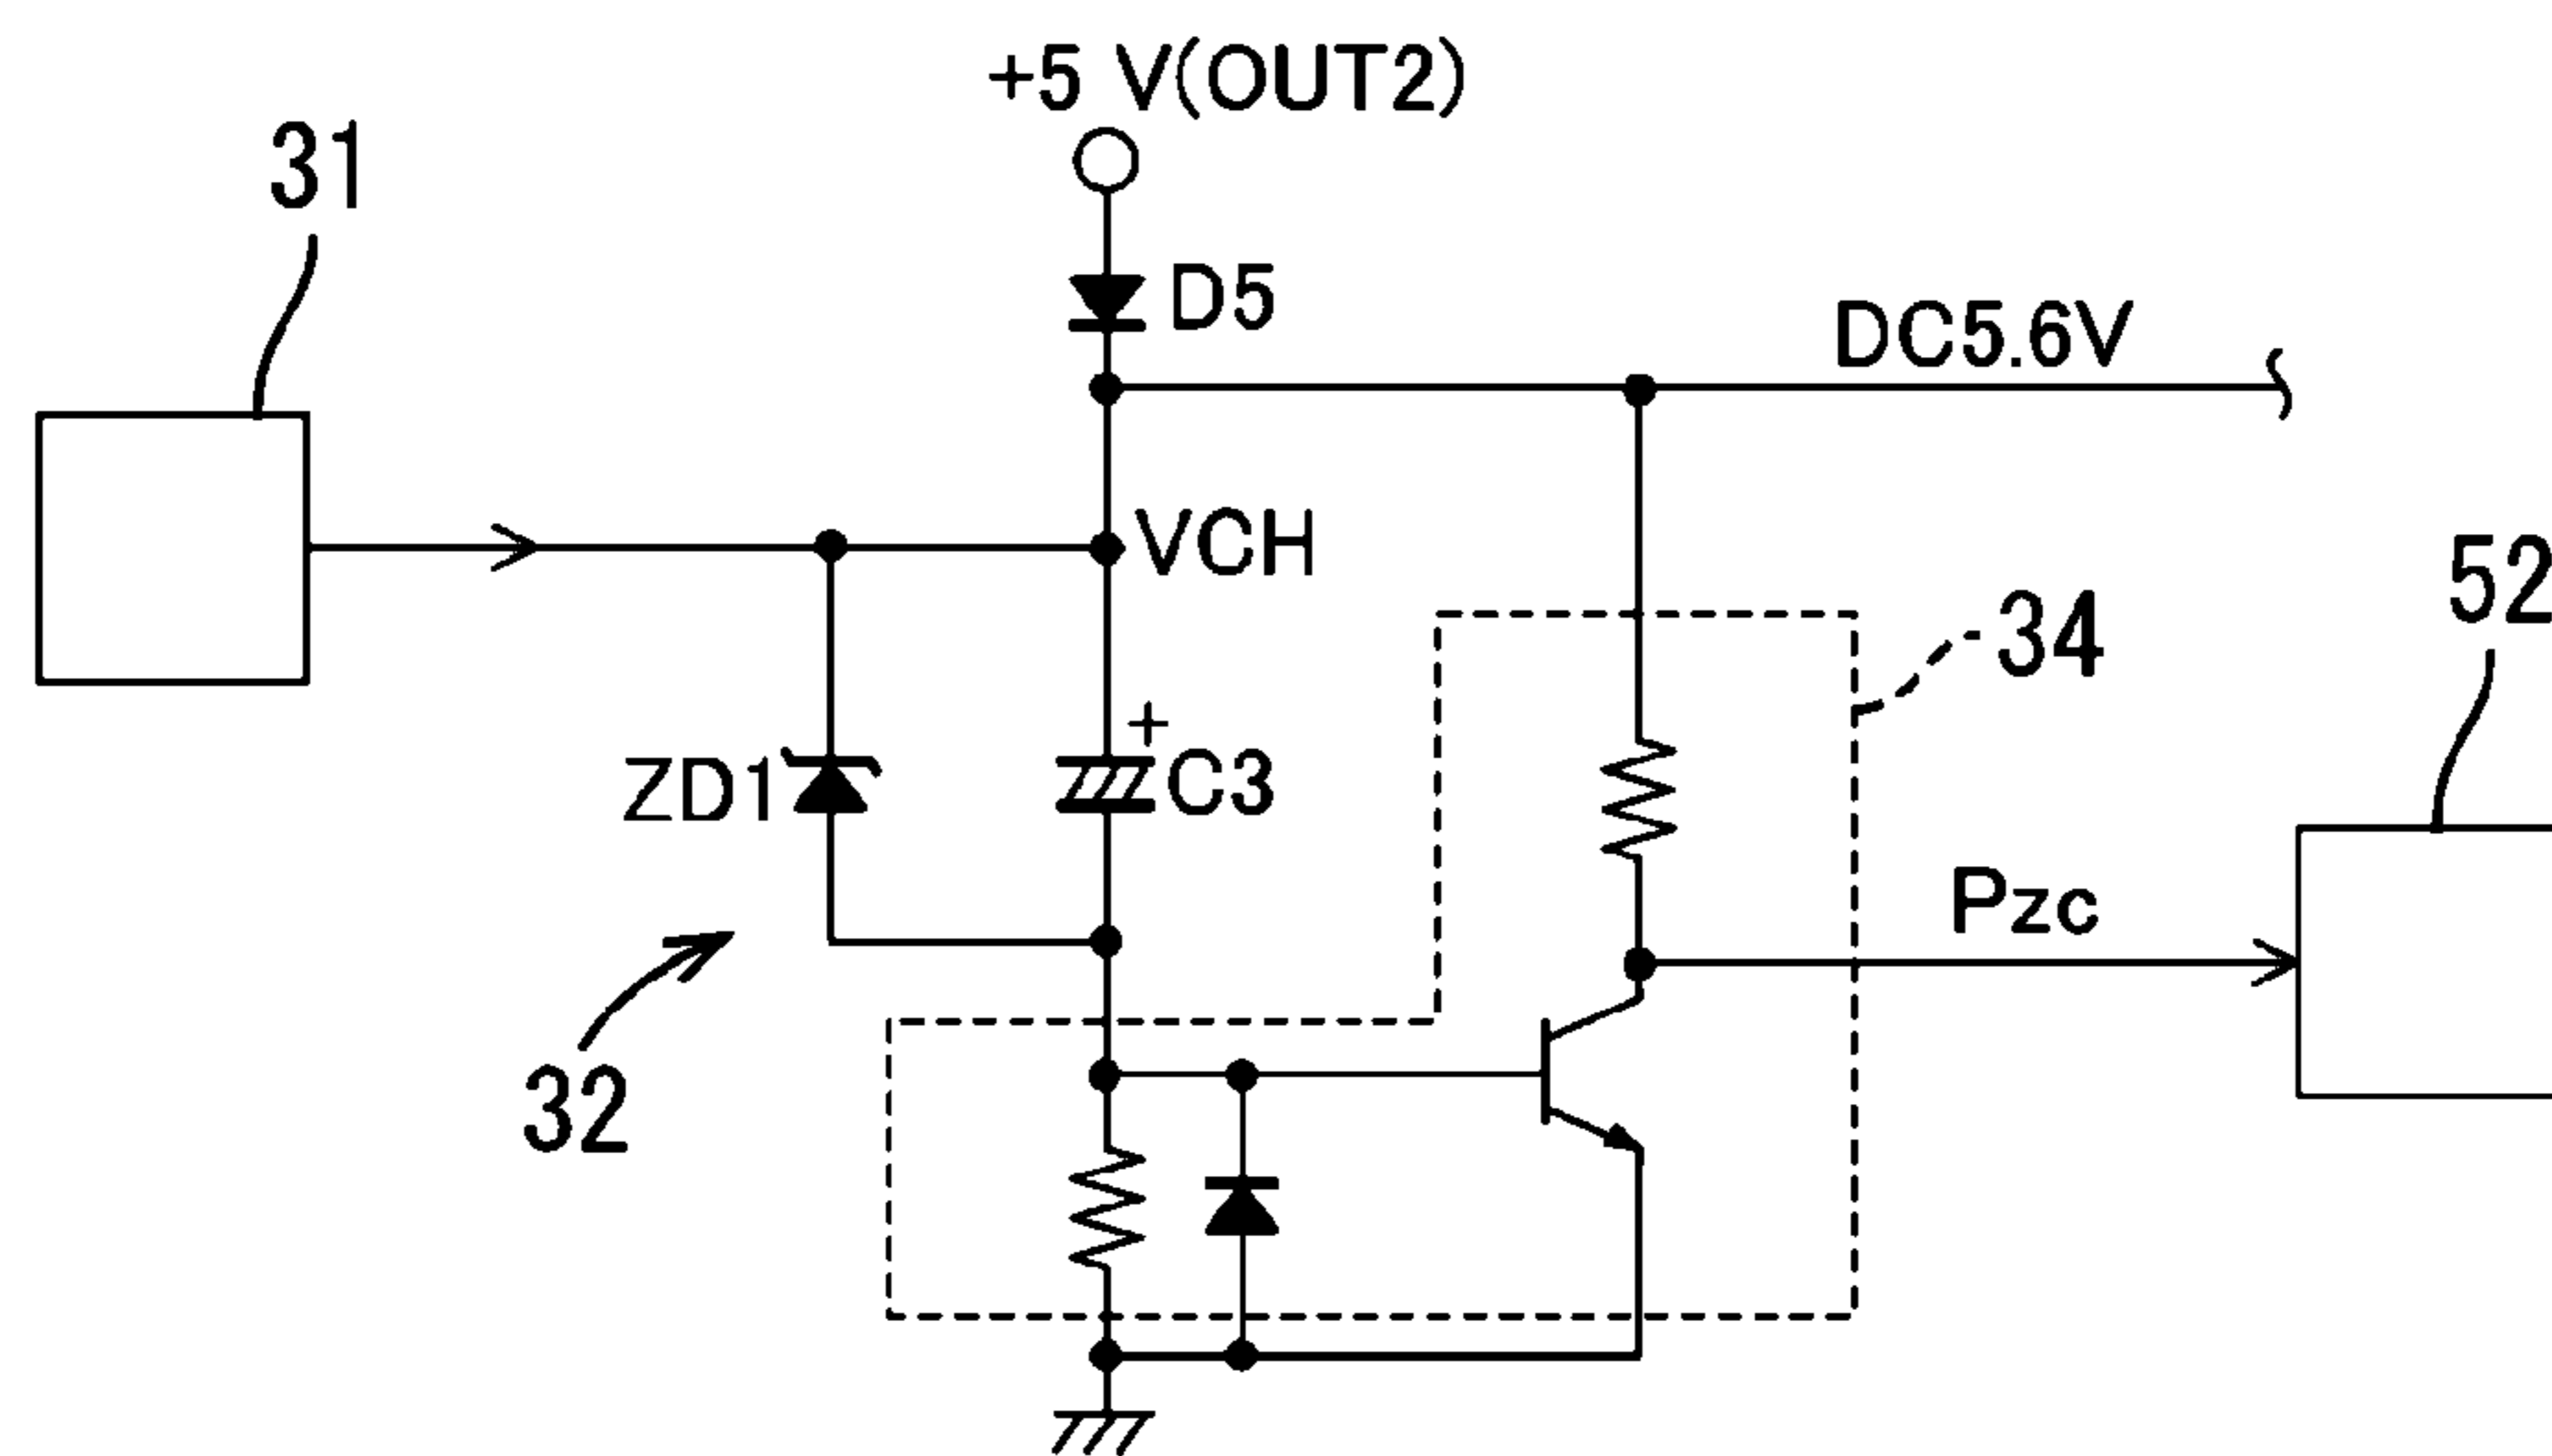 +5 V(OUT2)
31
D5
DC5.6V
VCH
52
34
+
ZD1
C3
Pzc
32